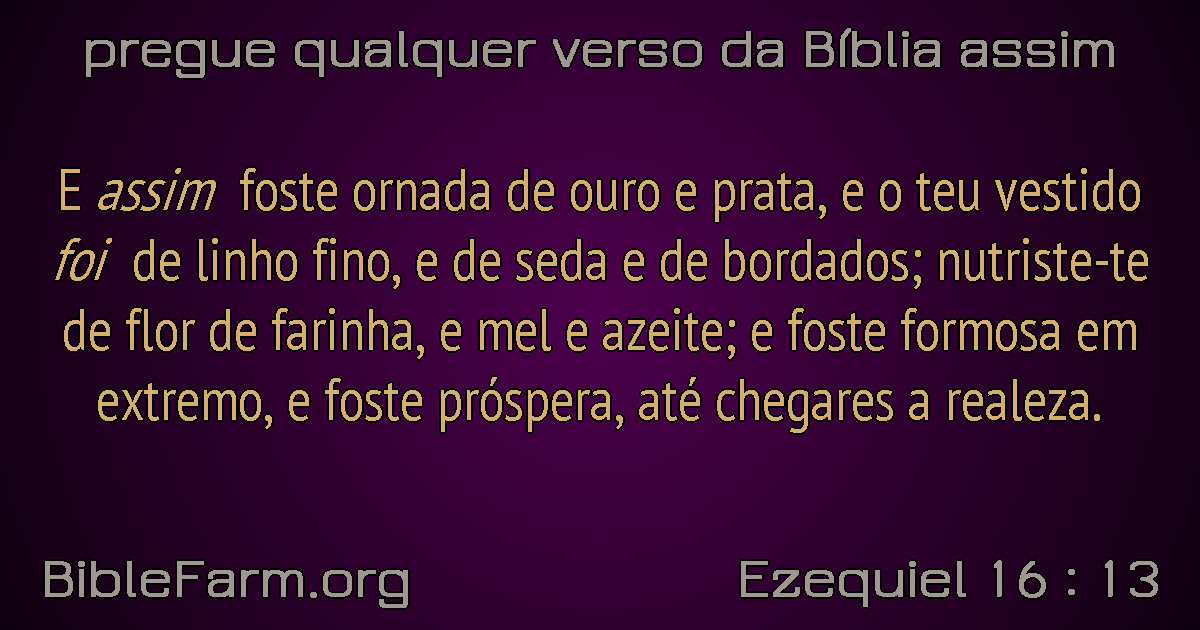 pregue qualquer verso da Bíblia assim
E assim foste ornada de ouro e prata, e o teu vestido
foi de linho fino, e de seda e de bordados; nutriste-te
de flor de farinha, e mel e azeite; e foste formosa em
extremo, e foste próspera, até chegares a realeza.
BibleFarm.org
Ezequiel 16 : 13